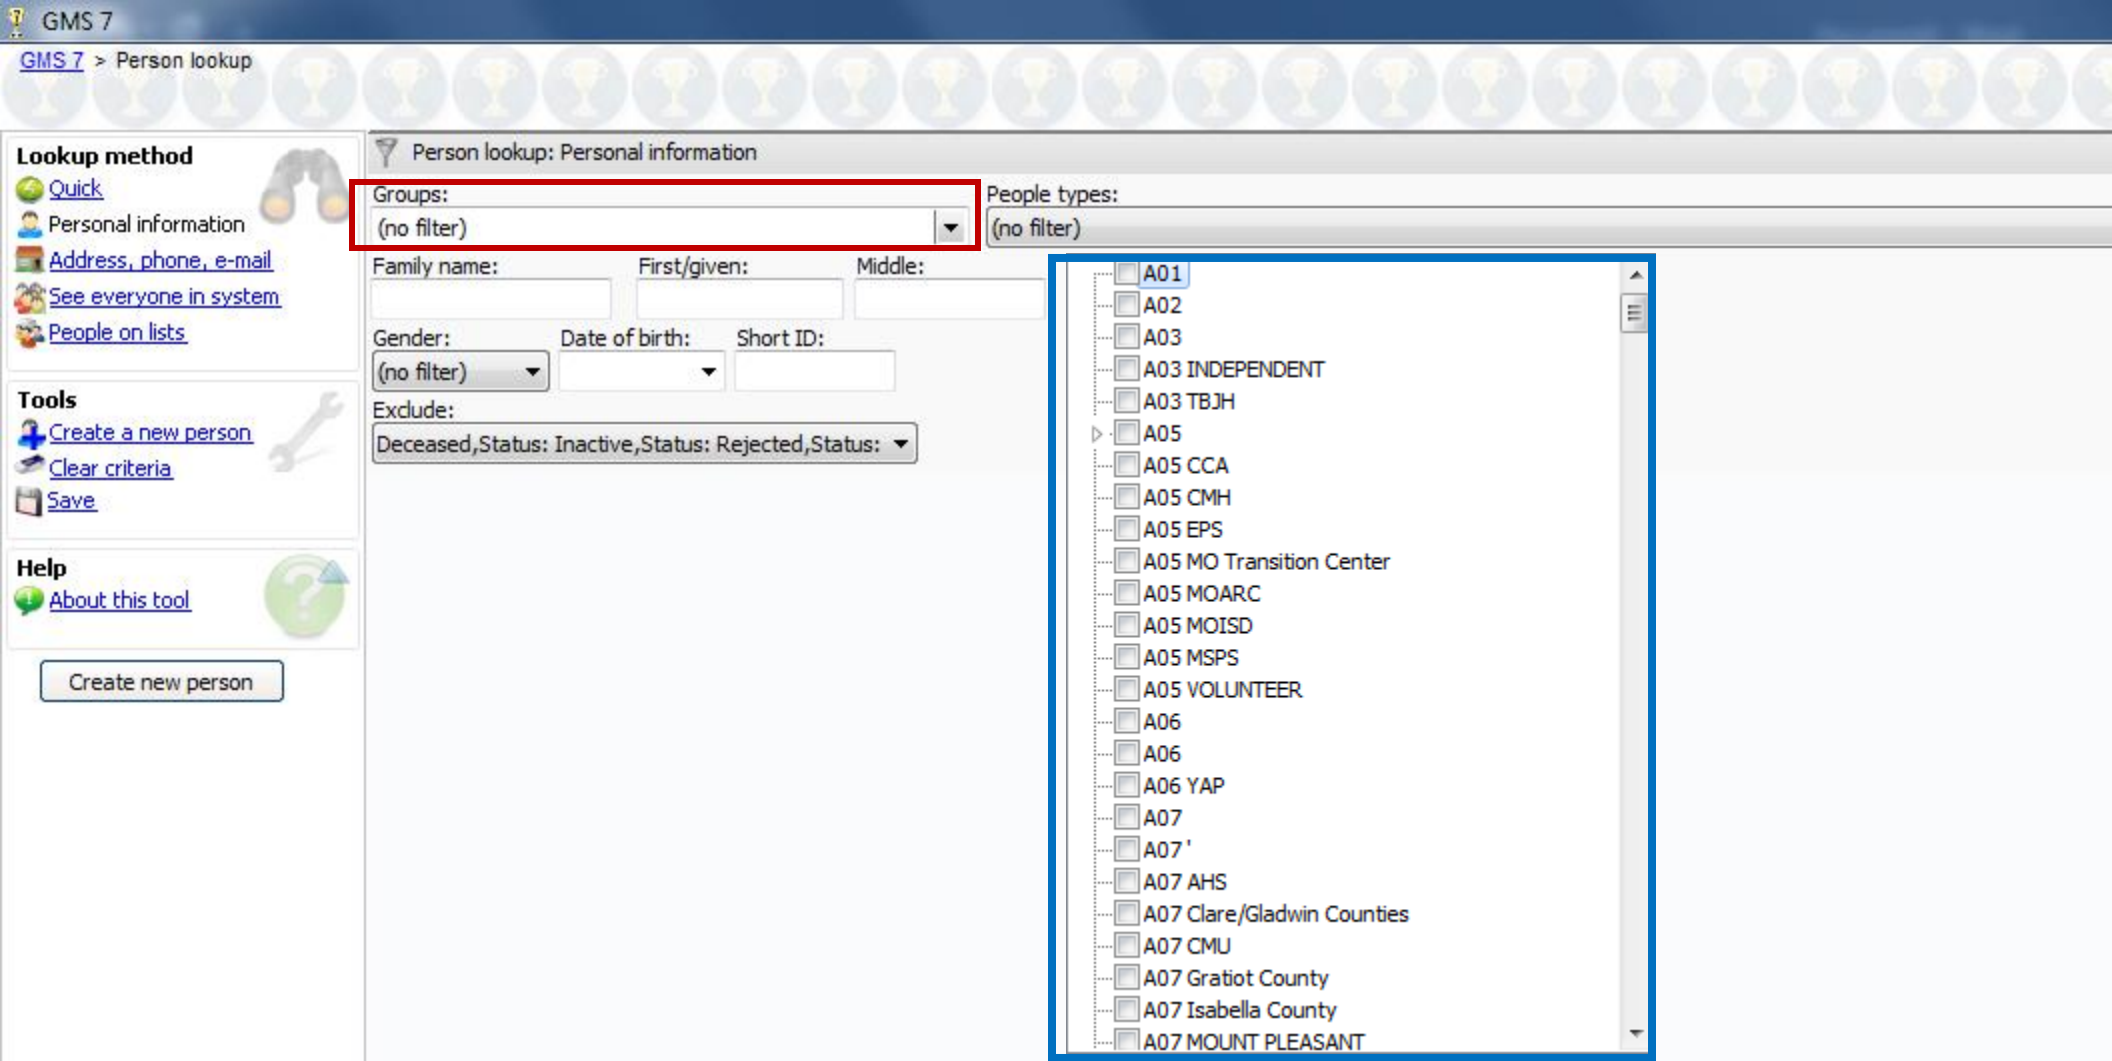 GMS 7
GMS 7 > Person lookup
Lookup method
Quick
Personal information
Address, phone, e-mail
See everyone in system
People on lists
Tools
Create a new person
Clear criteria
Save
Help
About this tool
Create new person
Person lookup: Personal information
Groups:
(no filter)
People types:
(no filter)
Family name:
First/given:
Middle:
Gender:
(no filter)
Date of birth:
Short ID:
Exclude:
Deceased,Status: Inactive,Status: Rejected,Status:
A01
A02
A03
A03 INDEPENDENT
A03 TBJH
A05
A05 CCA
A05 CMH
A05 EPS
A05 MO Transition Center
A05 MOARC
A05 MOISD
A05 MSPS
A05 VOLUNTEER
A06
A06
A06 YAP
A07
A07 '
A07 AHS
A07 Clare/Gladwin Counties
A07 CMU
A07 Gratiot County
A07 Isabella County
A07 MOUNT PLEASANT